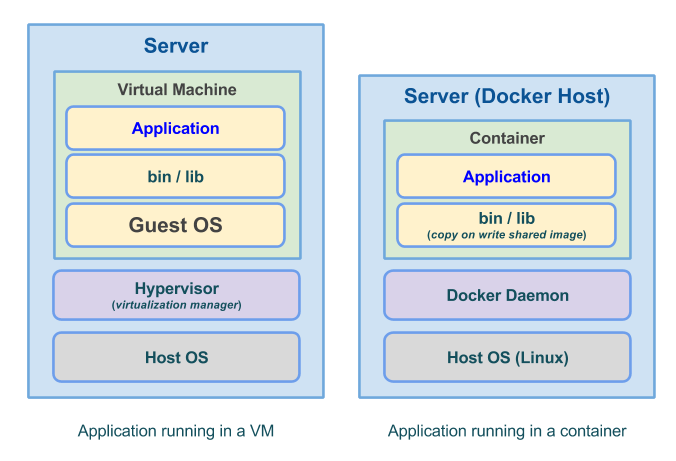 Server
Virtual Machine
Application
bin / lib
Guest OS
Hypervisor
(virtualization manager)
Host OS
Application running in a VM
Server (Docker Host)
Container
Application
bin / lib
(copy on write shared image)
Docker Daemon
Host OS (Linux)
Application running in a container